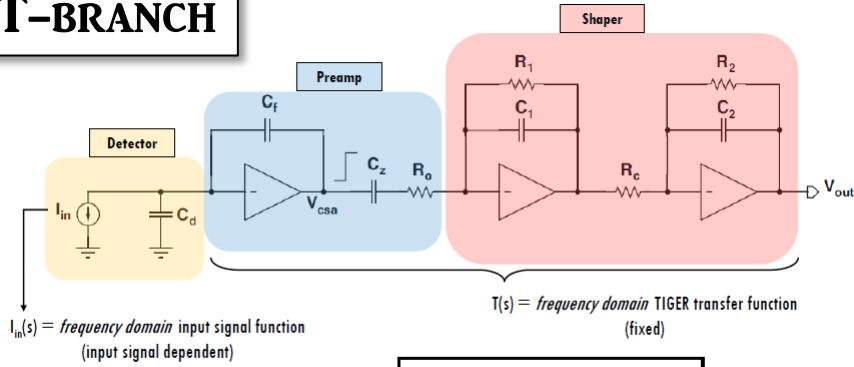 T-BRANCH
Shaper
Preamp
Detector
R1
R2
Cf
C1
C2
Cz
Ro
Rc
Iin
Cd
Vcsa
Vout
- - -
T(s) = frequency domain TIGER transfer function
(fixed)
Iin(s) = frequency domain input signal function
(input signal dependent)